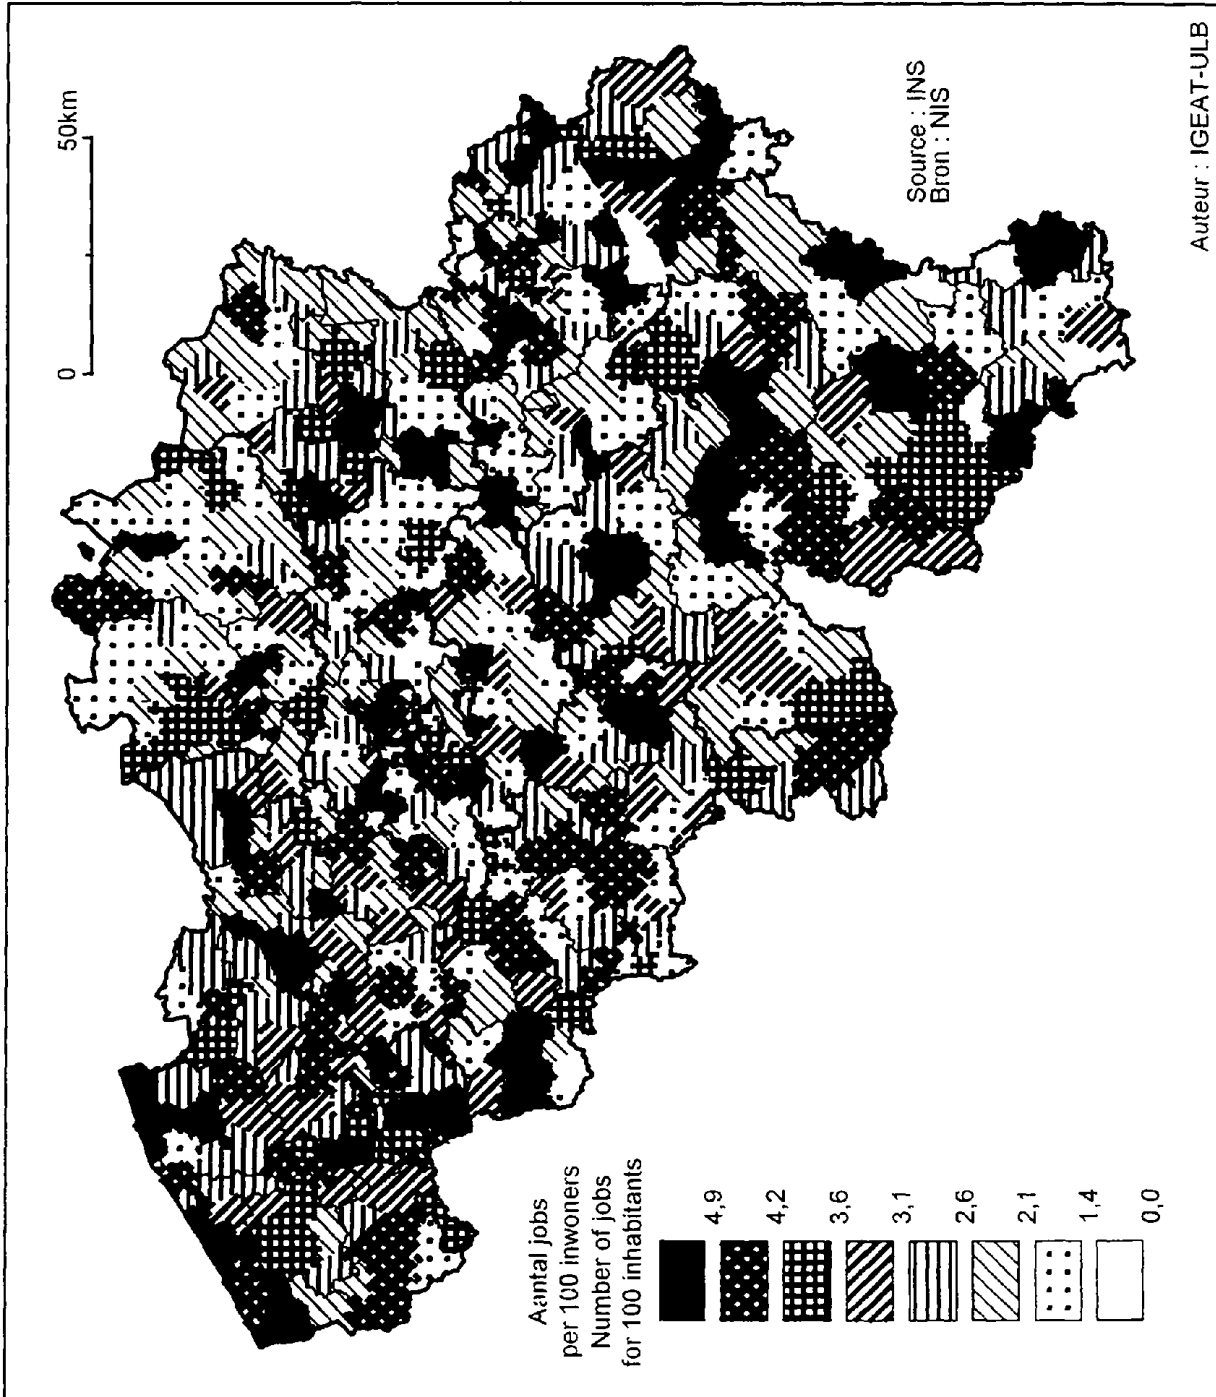 0
50km
Source : INS
Bron : NIS
Auteur : IGEAT-ULB
Aantal jobs
per 100 inwoners
Number of jobs
for 100 inhabitants
4,9
4,2
3,6
3,1
2,6
2,1
1,4
0,0